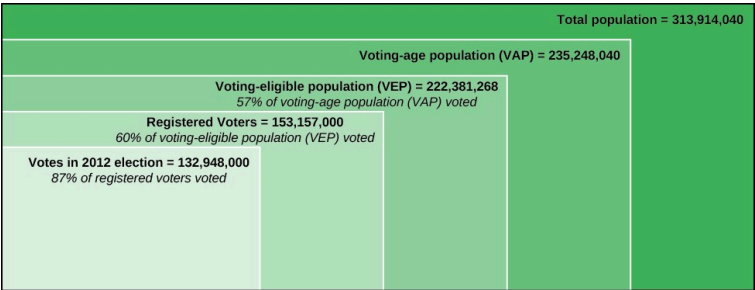 Total population = 313,914,040
Voting-age population (VAP) = 235,248,040
Voting-eligible population (VEP) = 222,381,268
57% of voting-age population (VAP) voted
Registered Voters = 153,157,000
60% of voting-eligible population (VEP) voted
Votes in 2012 election = 132,948,000
87% of registered voters voted